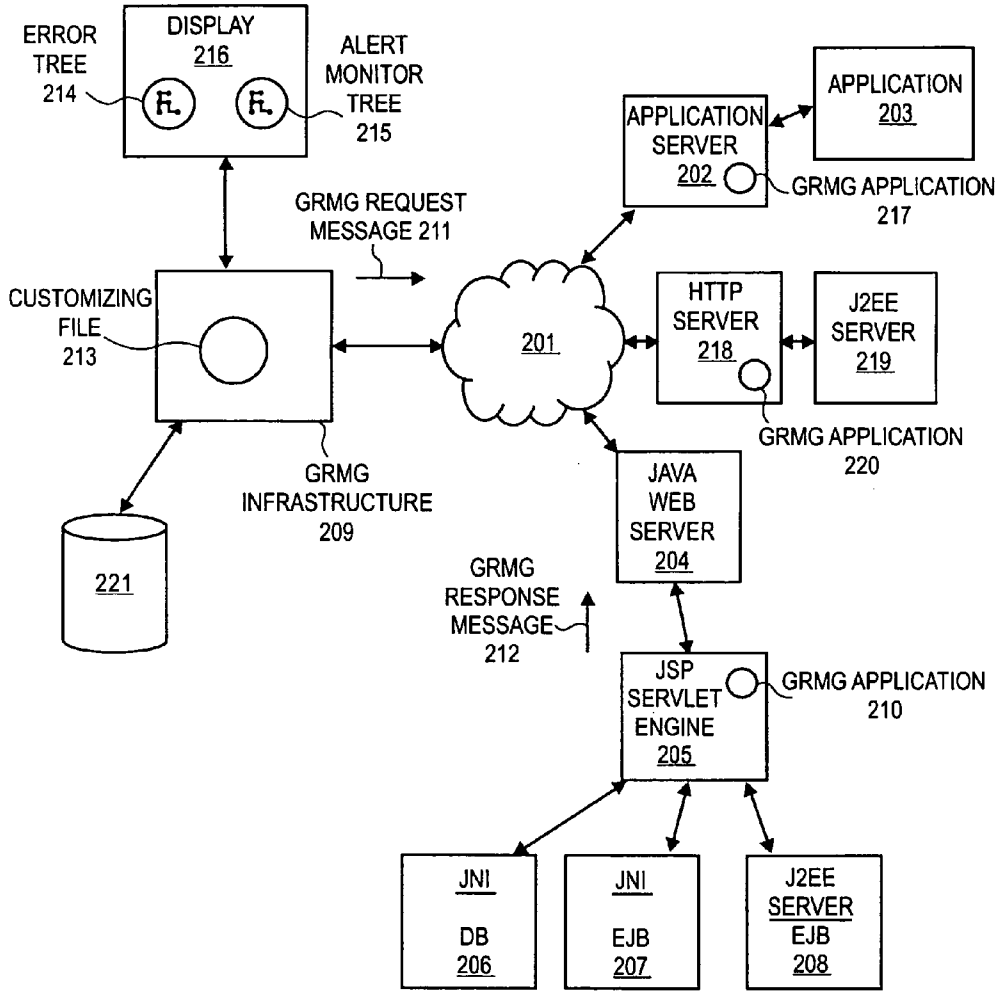 ERROR
TREE
214
DISPLAY
216
ALERT
MONITOR
TREE
215
APPLICATION
SERVER
202
APPLICATION
203
GRMG APPLICATION
217
GRMG REQUEST
MESSAGE 211
CUSTOMIZING
FILE
213
201
HTTP
SERVER
218
J2EE
SERVER
219
GRMG APPLICATION
220
GRMG
INFRASTRUCTURE
209
JAVA
WEB
SERVER
204
221
GRMG
RESPONSE
MESSAGE
212
JSP
SERVLET
ENGINE
205
GRMG APPLICATION
210
JNI
DB
206
JNI
EJB
207
J2EE
SERVER
EJB
208